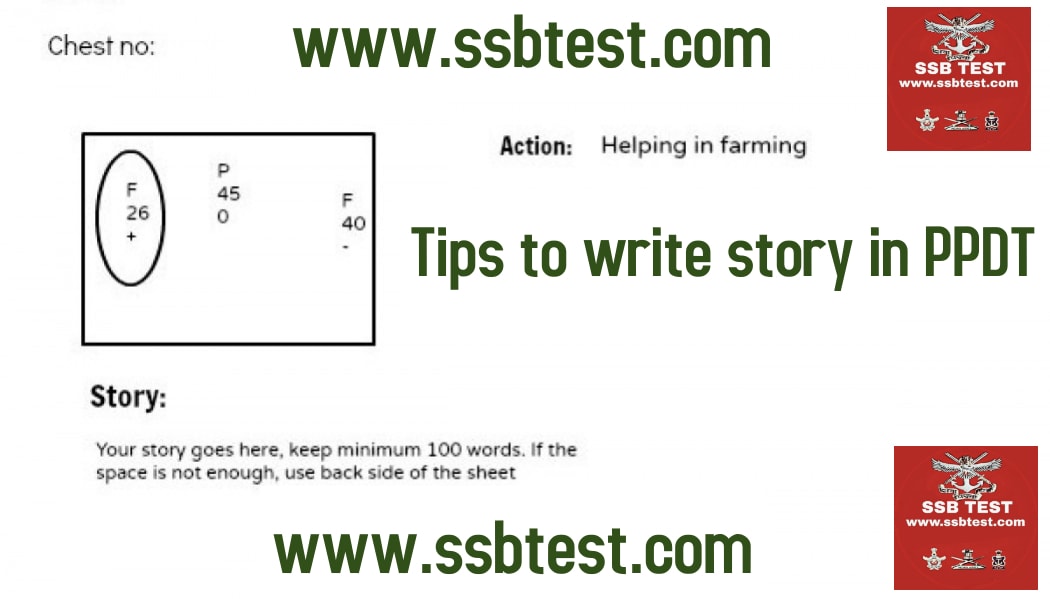 Chest no:
www.ssbtest.com
SSB TEST
www.ssbtest.com
F
26
+
P
45
0
F
40
-
Action: Helping in farming
Tips to write story in PPDT
Story:
Your story goes here, keep minimum 100 words. If the
space is not enough, use back side of the sheet
SSB TEST
www.ssbtest.com
www.ssbtest.com